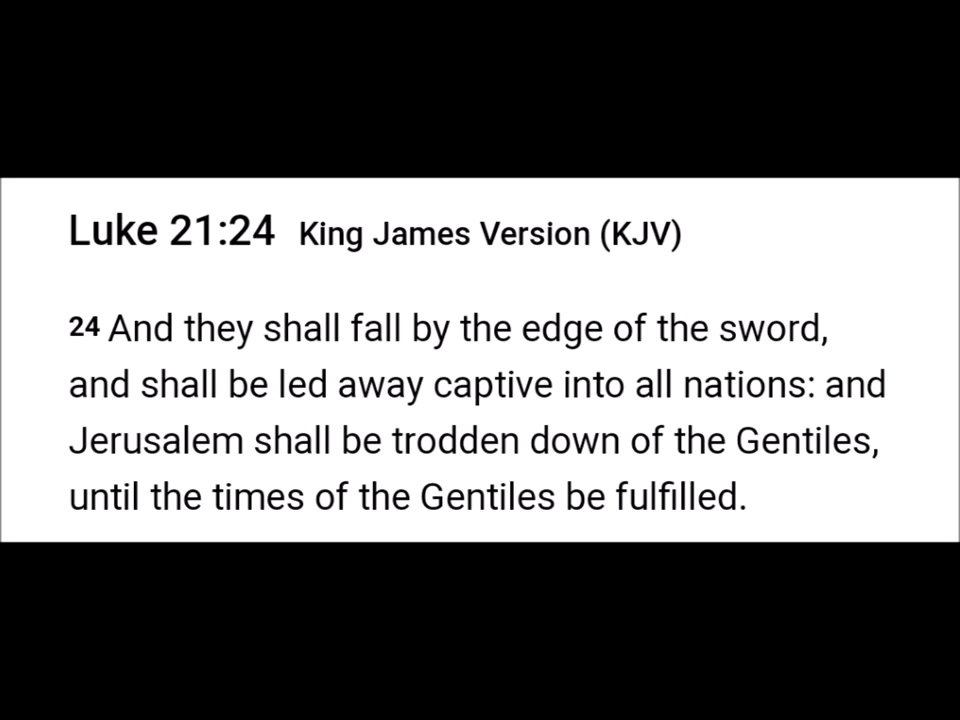 Luke 21:24 King James Version (KJV)
24 And they shall fall by the edge of the sword,
and shall be led away captive into all nations: and
Jerusalem shall be trodden down of the Gentiles,
until the times of the Gentiles be fulfilled.